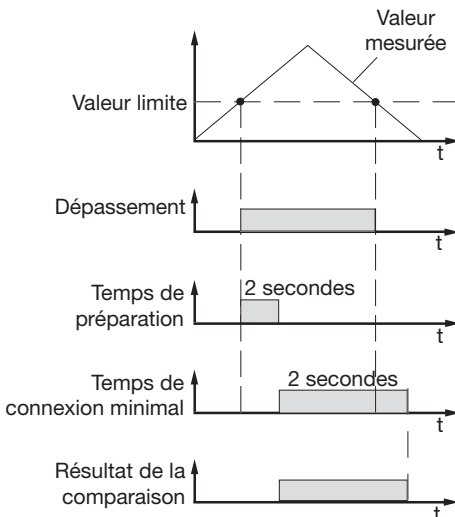 Valeur
mesurée
Valeur limite
t
Dépassement
t
Temps de
préparation
2 secondes
t
Temps de
connexion minimal
2 secondes
t
Résultat de la
comparaison
t